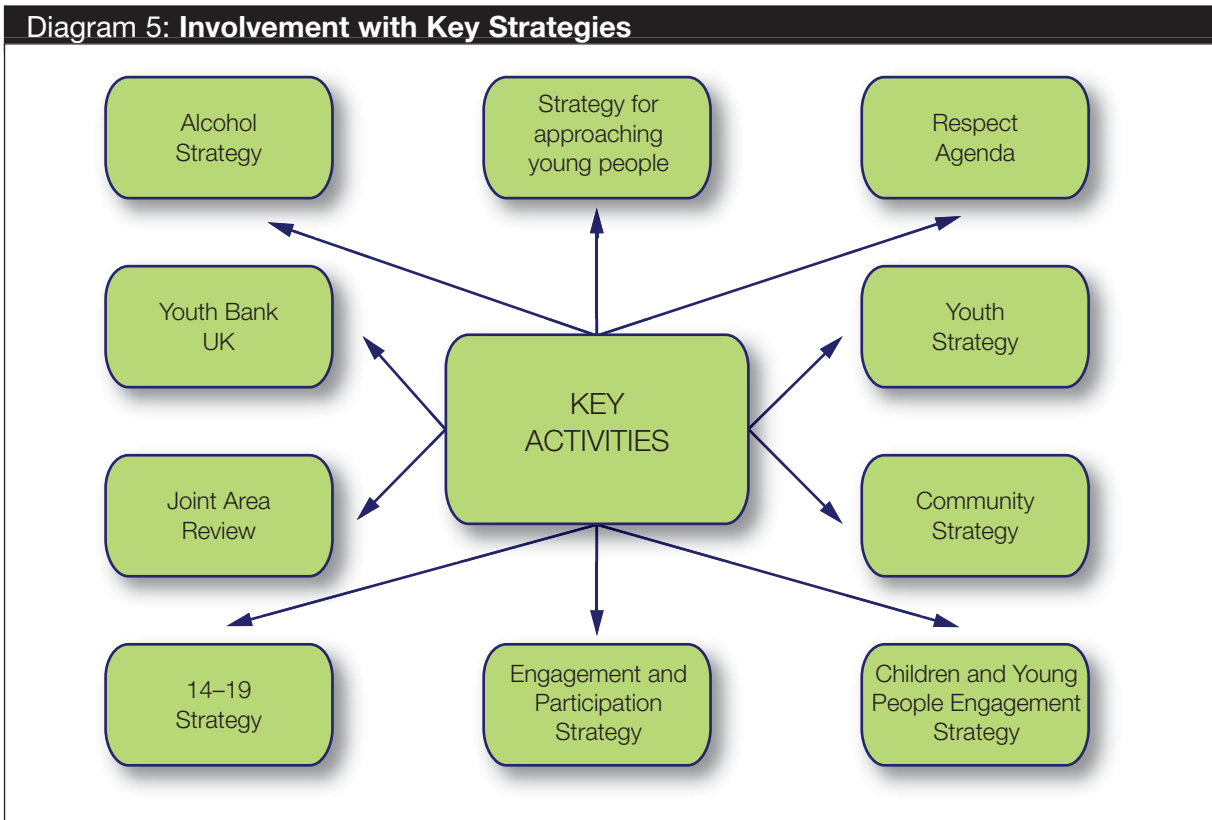 Diagram 5: Involvement with Key Strategies
Alcohol
Strategy
Strategy for
approaching
young people
Respect
Agenda
Youth Bank
UK
Youth
Strategy
KEY
ACTIVITIES
Joint Area
Review
Community
Strategy
14–19
Strategy
Engagement and
Participation
Strategy
Children and Young
People Engagement
Strategy